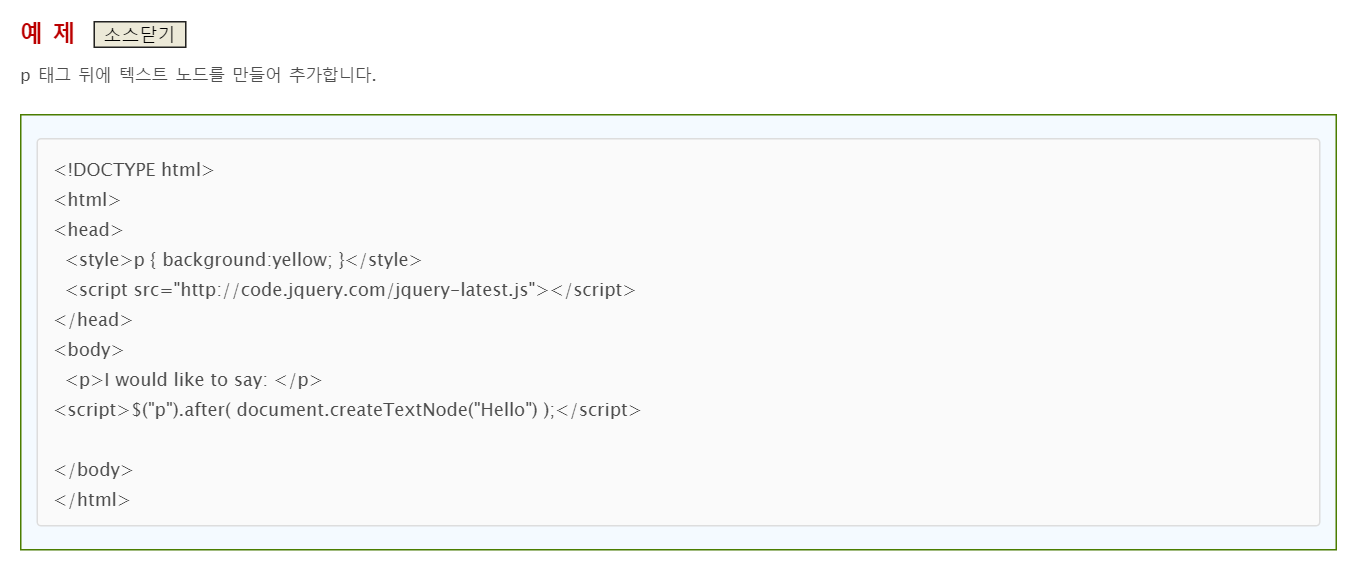 예 제 소스닫기
p 태그 뒤에 텍스트 노드를 만들어 추가합니다.
<!DOCTYPE html>
<html>
<head>
  <style>p { background:yellow; }</style>
  <script src="http://code.jquery.com/jquery-latest.js"></script>
</head>
<body>
  <p>I would like to say: </p>
<script>$("p").after( document.createTextNode("Hello") );</script>

</body>
</html>